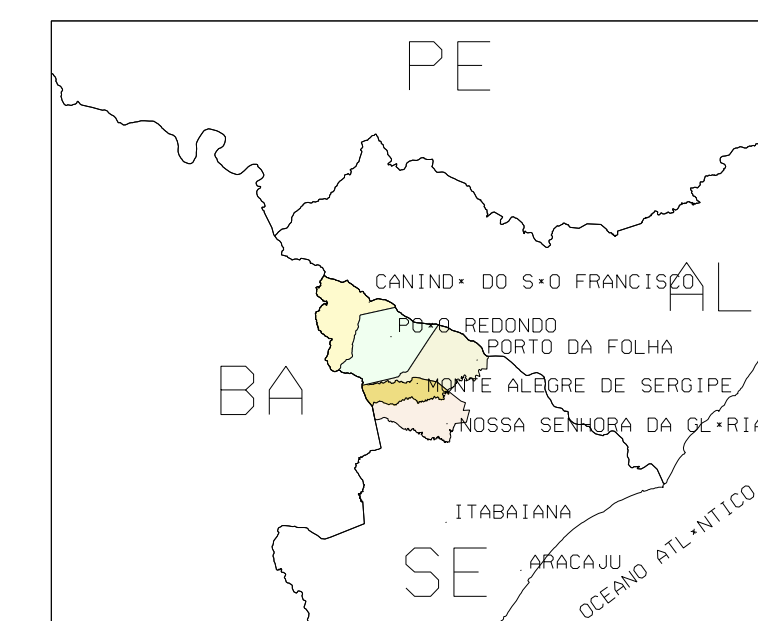 PE
CANIND* DO S*O FRANCISCO
AL
PO*O REDONDO
PORTO DA FOLHA
BA
MONTE ALEGRE DE SERGIPE
NOSSA SENHORA DA GL*RIA
ITABAIANA
SE
ARACAJU
OCEANO ATL*NTICO